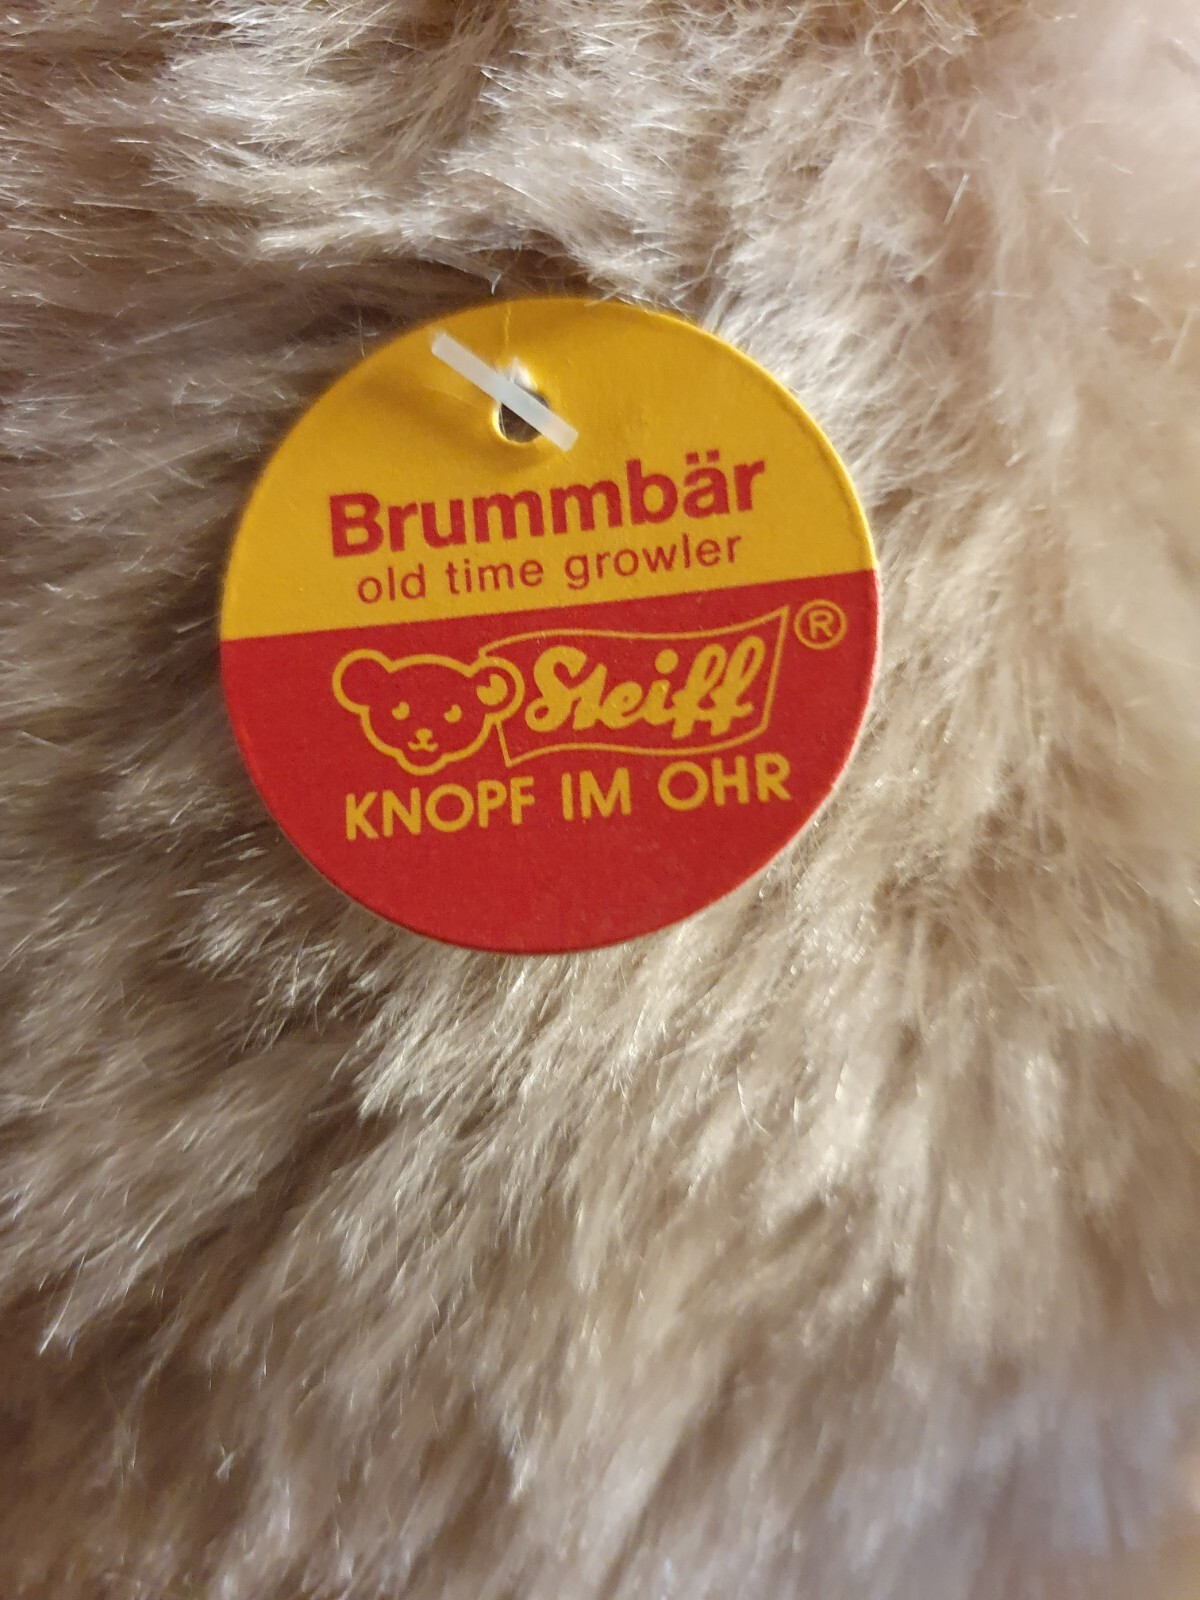 Brummbär
old time growler
Steiff ®
KNOPF IM OHR